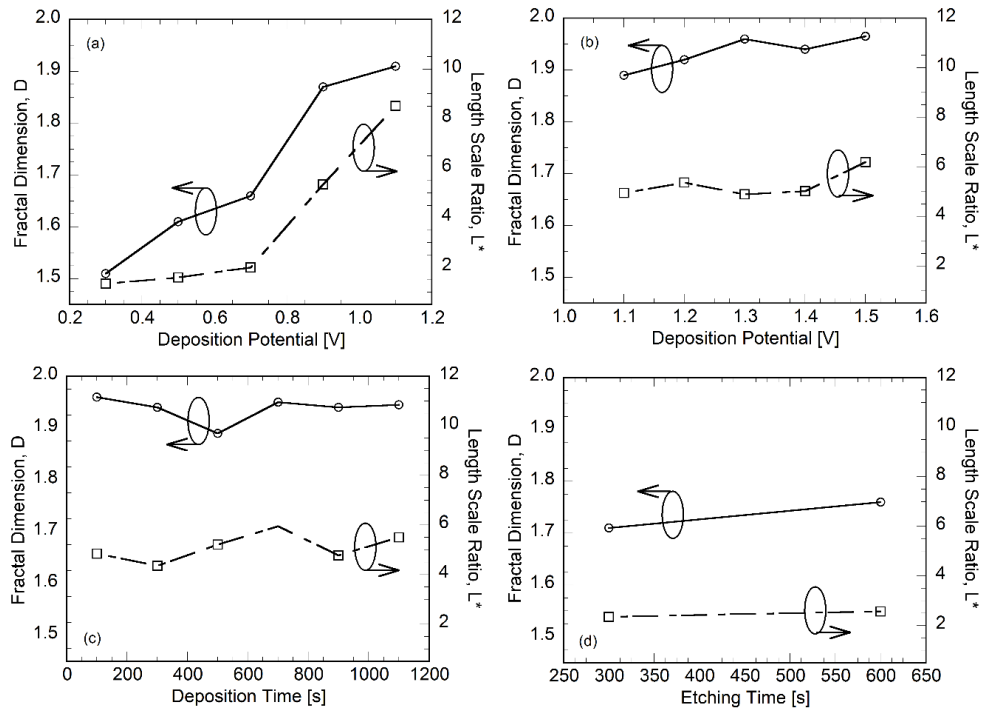 (a)
Fractal Dimension, D
2.0
1.9
1.8
1.7
1.6
1.5
Length Scale Ratio, L*
12
10
8
6
4
2
0.2 0.4 0.6 0.8 1.0 1.2
Deposition Potential [V]
(b)
Fractal Dimension, D
2.0
1.9
1.8
1.7
1.6
1.5
Length Scale Ratio, L*
12
10
8
6
4
2
1.0 1.1 1.2 1.3 1.4 1.5 1.6
Deposition Potential [V]
(c)
Fractal Dimension, D
2.0
1.9
1.8
1.7
1.6
1.5
Length Scale Ratio, L*
12
10
8
6
4
2
0 200 400 600 800 1000 1200
Deposition Time [s]
(d)
Fractal Dimension, D
2.0
1.9
1.8
1.7
1.6
1.5
Length Scale Ratio, L*
12
10
8
6
4
2
250 300 350 400 450 516 550 600 650
Etching Time [s]